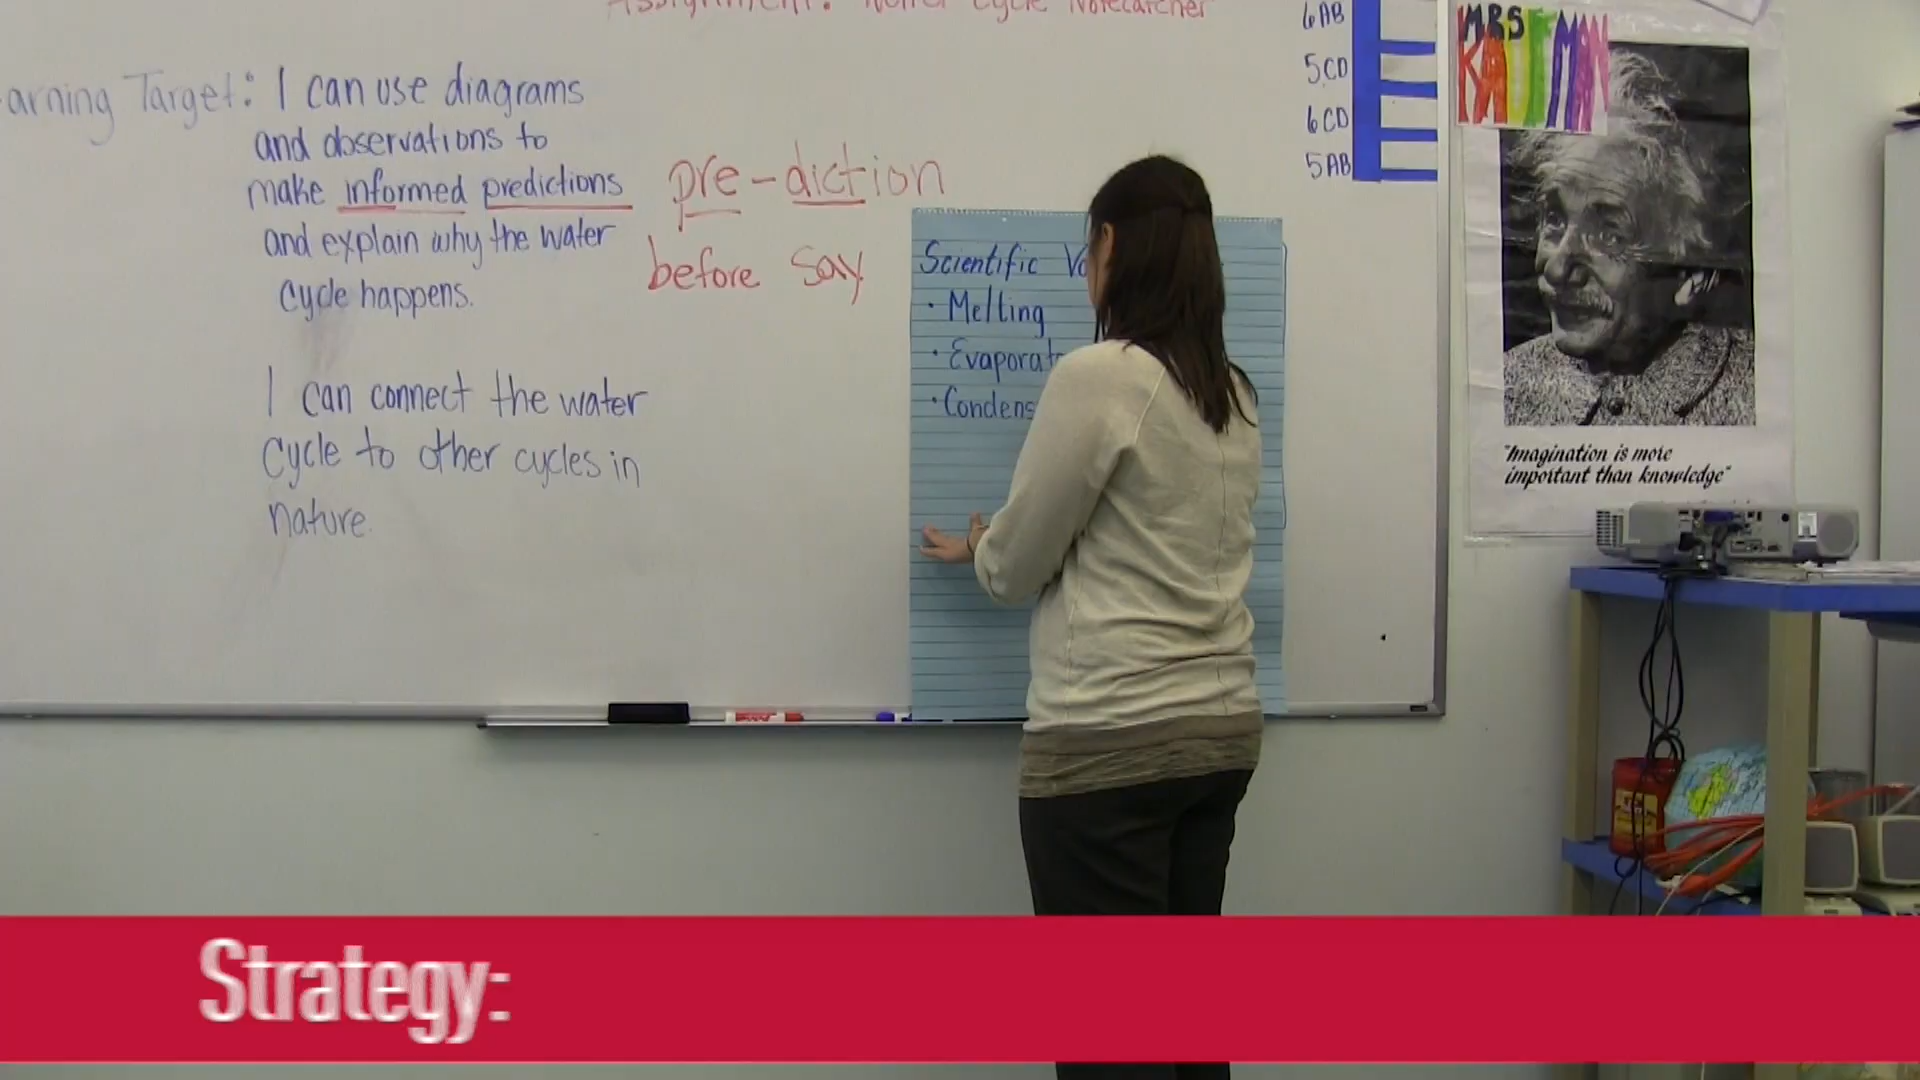 Assignment: Water Cycle Notecatcher
arning Target: I can use diagrams
and observations to
make informed predictions
and explain why the water
cycle happens.
I can connect the water
cycle to other cycles in
nature.
pre-diction
before say
Scientific Vo
• Melting
• Evaporat
• Condens
6AB
5CD
6CD
5AB
MRS
KAUFMAN
"Imagination is more
important than knowledge"
Strategy: